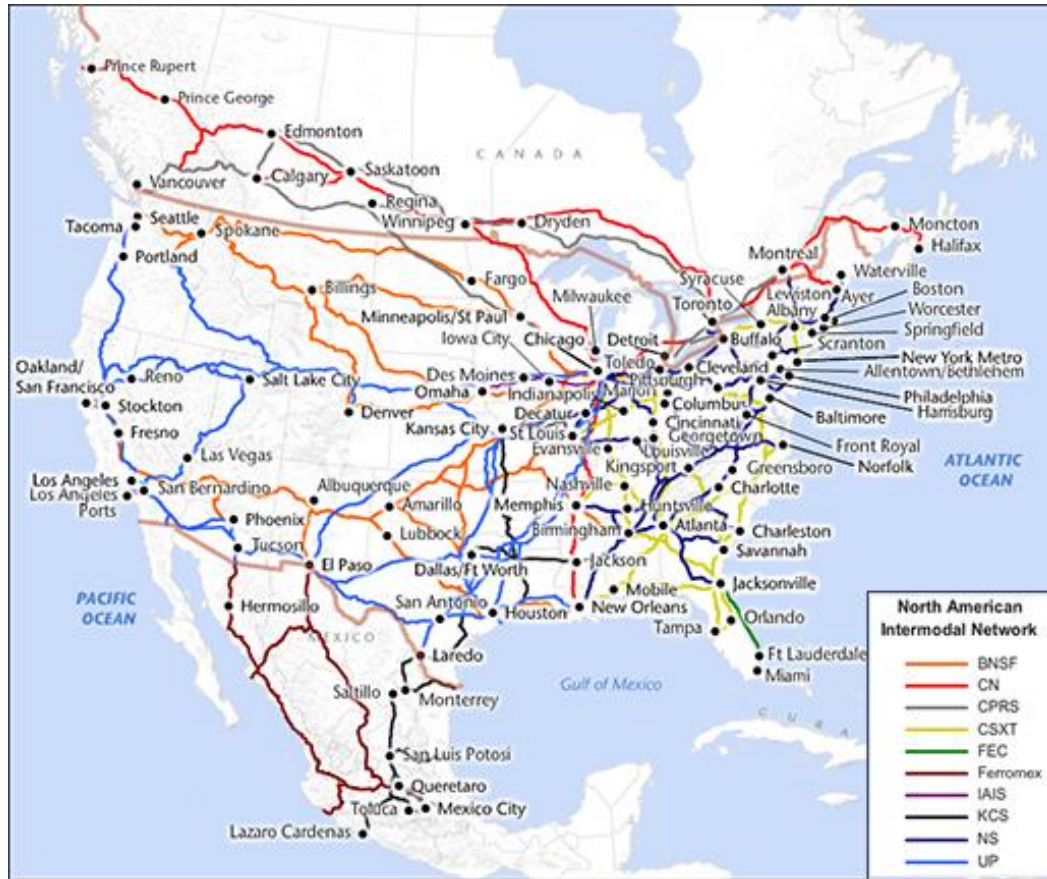 Prince Rupert
Prince George
Edmonton
CANADA
Saskatoon
Vancouver
Calgary
Regina
Winnipeg
Dryden
Moncton
Halifax
Seattle
Tacoma
Spokane
Montreal
Portland
Fargo
Syracuse
Waterville
Billings
Milwaukee
Toronto
Lewiston
Boston
Albany
Ayer
Minneapolis/St Paul
Worcester
Chicago
Detroit
Buffalo
Springfield
Iowa City
Toledo
Scranton
Oakland/
San Francisco
Reno
Salt Lake City
Des Moines
Omaha
Indianapolis
Pittsburgh
Cleveland
New York Metro
Allentown/Bethlehem
Marion
Philadelphia
Stockton
Denver
Decatur
Columbus
Harrisburg
Baltimore
Kansas City
St Louis
Cincinnati
Georgetown
Fresno
Evansville
Louisville
Front Royal
Norfolk
Las Vegas
Kingsport
Greensboro
ATLANTIC
OCEAN
Los Angeles
Los Angeles
Ports
San Bernardino
Albuquerque
Amarillo
Nashville
Charlotte
Phoenix
Lubbock
Memphis
Huntsville
Birmingham
Atlanta
Charleston
Tucson
Savannah
El Paso
Dallas/Ft Worth
Jackson
Jacksonville
PACIFIC
OCEAN
Hermosillo
San Antonio
Houston
Mobile
New Orleans
Orlando
Tampa
MEXICO
Laredo
Ft Lauderdale
Miami
Saltillo
Monterrey
Gulf of Mexico
CUBA
San Luis Potosi
Queretaro
Toluca
Mexico City
Lazaro Cardenas
North American
Intermodal Network
BNSF
CN
CPRS
CSXT
FEC
Ferromex
IAIS
KCS
NS
UP